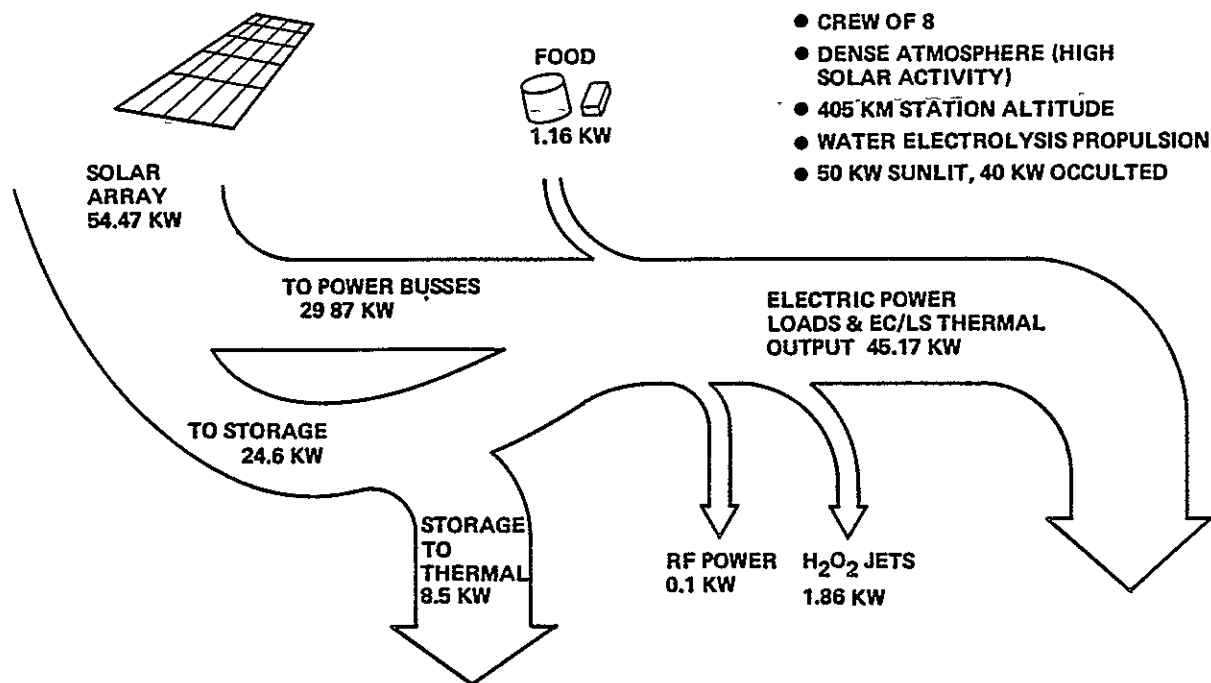 ● CREW OF 8
● DENSE ATMOSPHERE (HIGH
SOLAR ACTIVITY)
● 405 KM STATION ALTITUDE
● WATER ELECTROLYSIS PROPULSION
● 50 KW SUNLIT, 40 KW OCCULTED
FOOD
1.16 KW
SOLAR
ARRAY
54.47 KW
TO POWER BUSSES
29 87 KW
ELECTRIC POWER
LOADS & EC/LS THERMAL
OUTPUT 45.17 KW
TO STORAGE
24.6 KW
STORAGE
TO
THERMAL
8.5 KW
RF POWER
0.1 KW
H₂O₂ JETS
1.86 KW